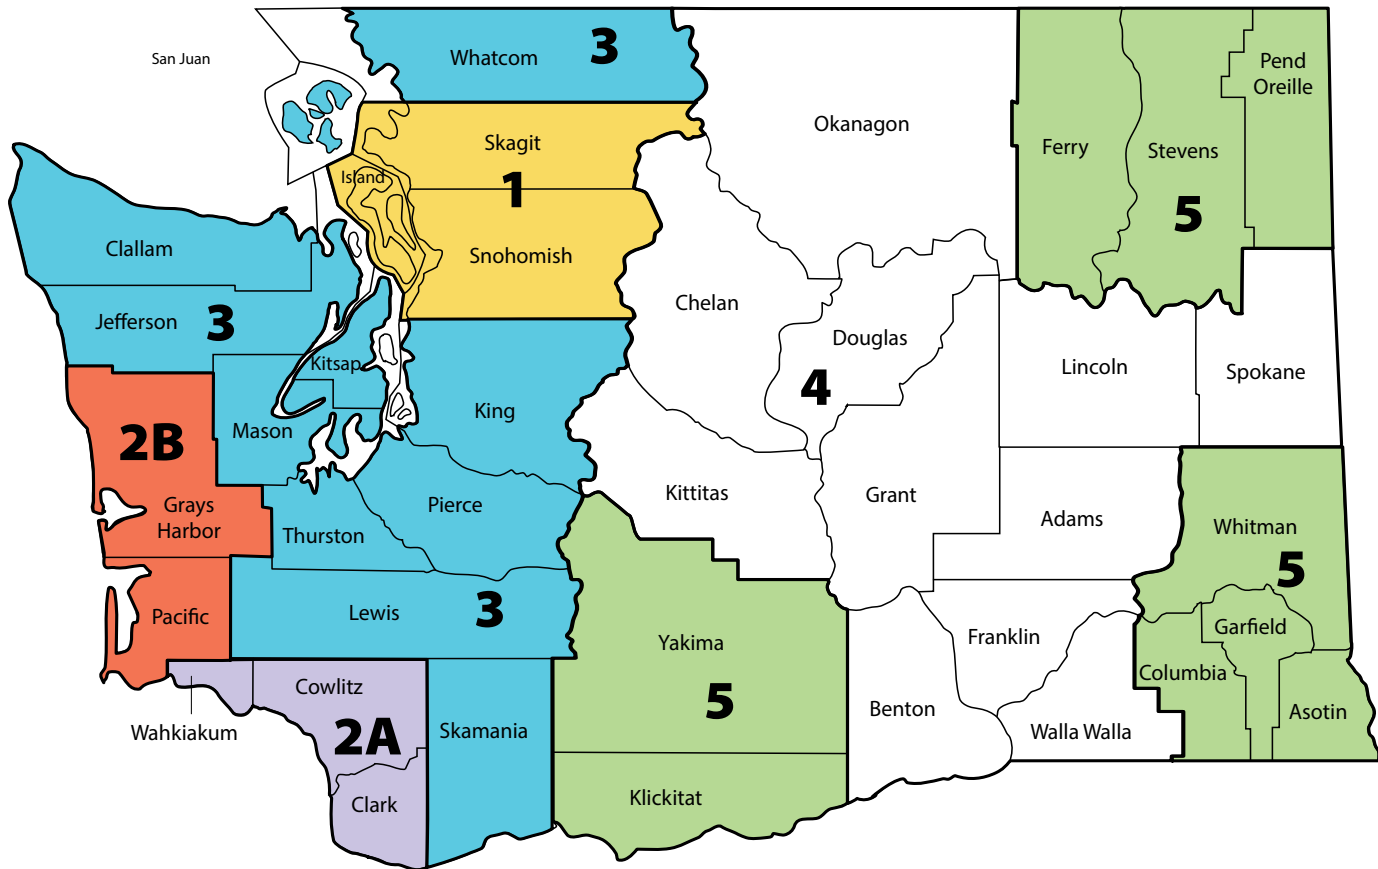 San Juan
Whatcom
3
Okanagon
Pend
Oreille
Skagit
Ferry
Stevens
Island
1
5
Clallam
Snohomish
Chelan
Jefferson
3
Douglas
Kitsap
Lincoln
Spokane
4
King
Mason
2B
Kittitas
Grant
Grays
Harbor
Pierce
Adams
Whitman
Thurston
5
Lewis
3
Pacific
Yakima
Franklin
Garfield
Columbia
Cowlitz
5
Benton
Asotin
Wahkiakum
2A
Skamania
Walla Walla
Clark
Klickitat